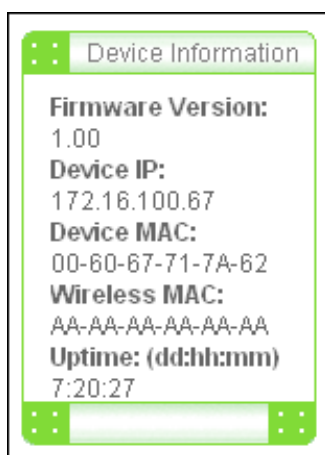 Device Information
Firmware Version:
1.00
Device IP:
172.16.100.67
Device MAC:
00-60-67-71-7A-62
Wireless MAC:
AA-AA-AA-AA-AA-AA
Uptime: (dd:hh:mm)
7:20:27